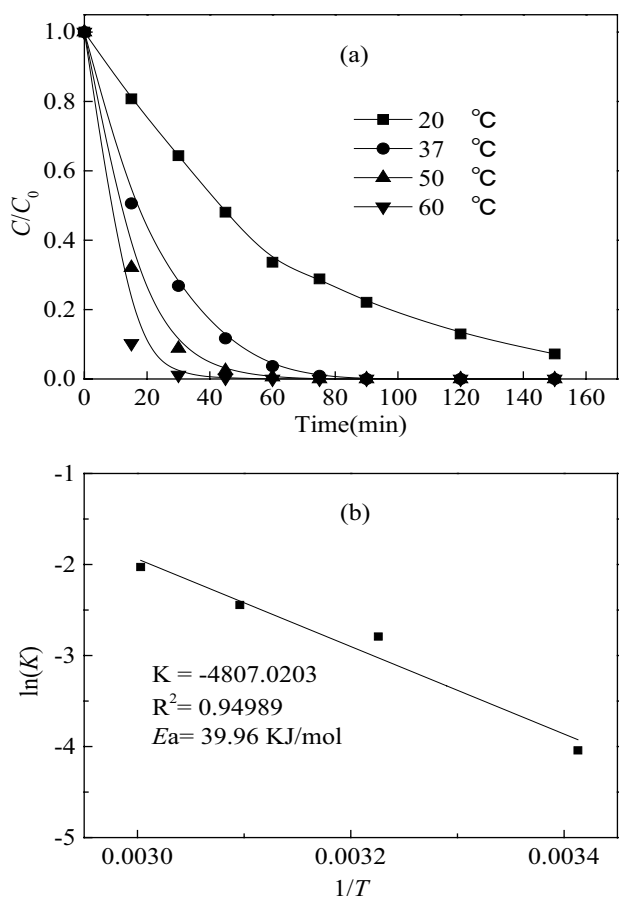 (a)
1.0
0.8
0.6
0.4
0.2
0.0
C/C0
20 ℃
37 ℃
50 ℃
60 ℃
0 20 40 60 80 100 120 140 160
Time(min)
(b)
-1
-2
-3
-4
-5
ln(K)
K = -4807.0203
R²= 0.94989
Ea= 39.96 KJ/mol
0.0030 0.0032 0.0034
1/T